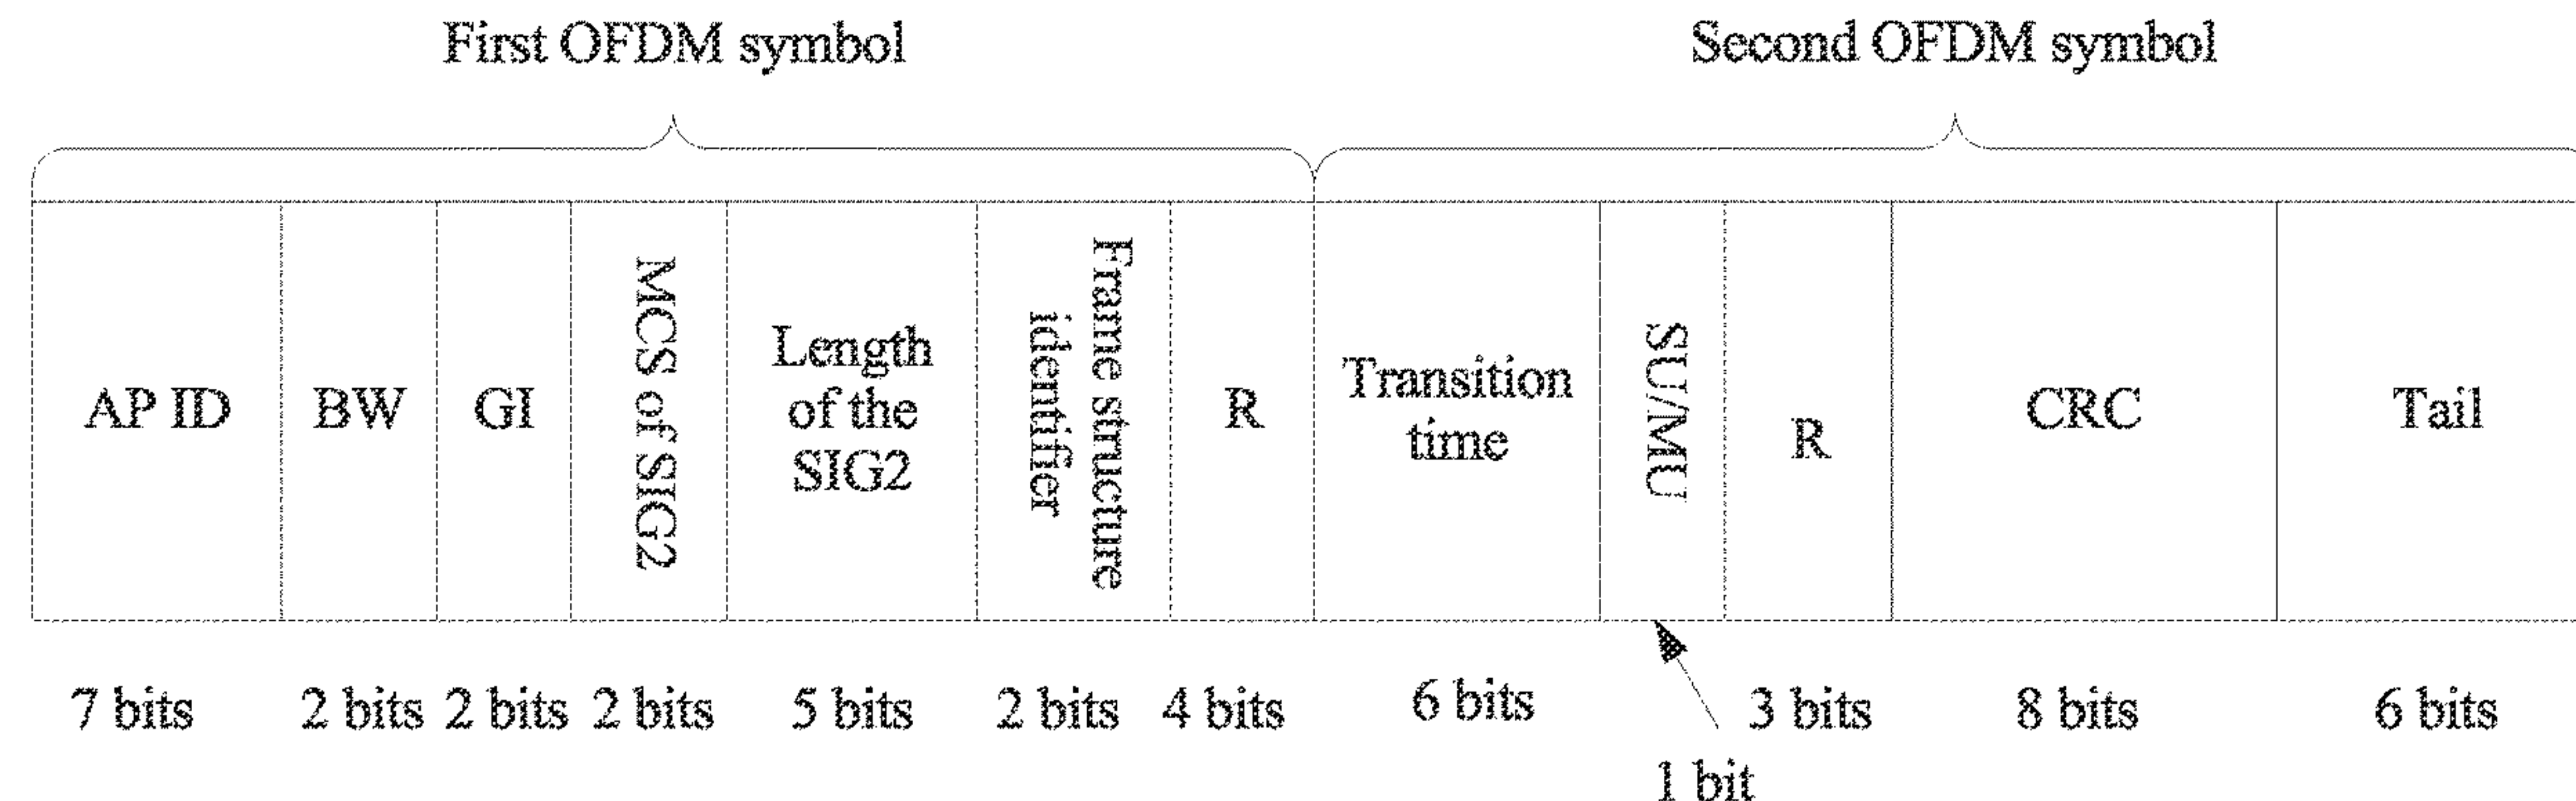 First OFDM symbol
Second OFDM symbol
AP ID
BW
GI
MCS of SIG2
Length
of the
SIG2
Frame structure
identifier
R
Transition
time
SU/MU
R
CRC
Tail
7 bits
2 bits
2 bits
2 bits
5 bits
2 bits
4 bits
6 bits
1 bit
3 bits
8 bits
6 bits